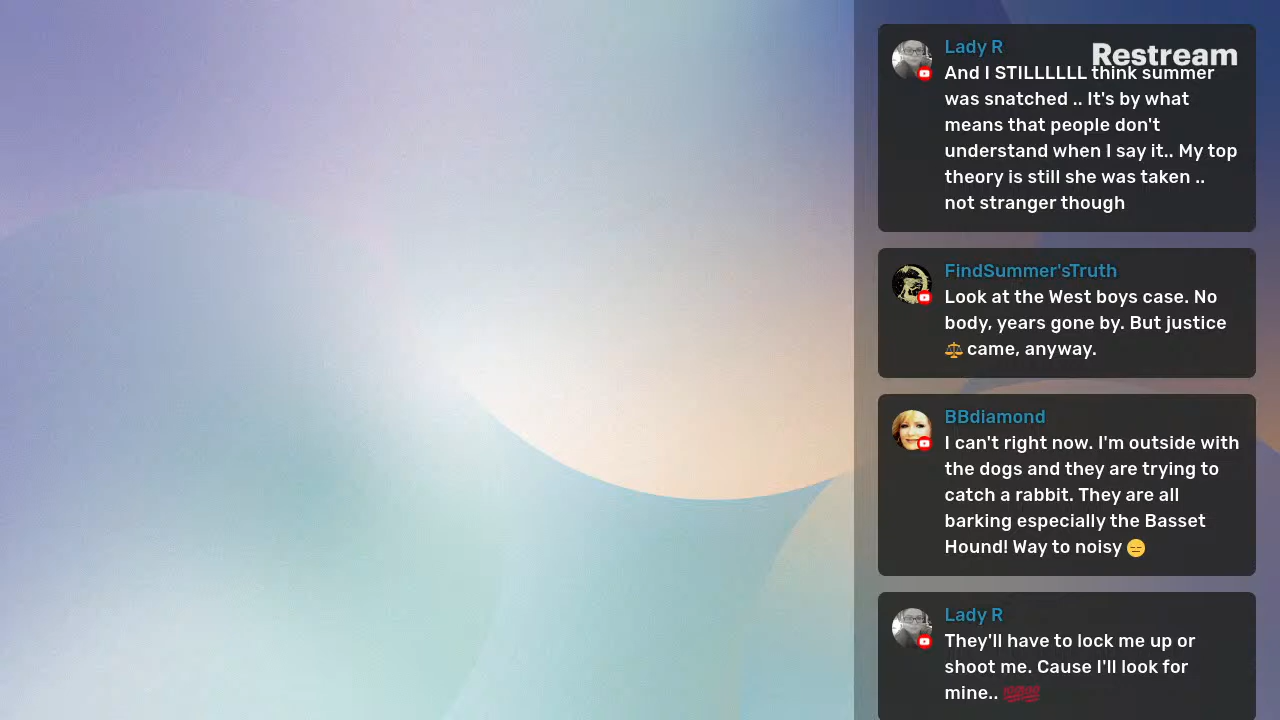 Lady R
Restream
And I STILLLLLL think summer
was snatched .. It's by what
means that people don't
understand when I say it.. My top
theory is still she was taken ..
not stranger though
FindSummer'sTruth
Look at the West boys case. No
body, years gone by. But justice
⚖️ came, anyway.
BBdiamond
I can't right now. I'm outside with
the dogs and they are trying to
catch a rabbit. They are all
barking especially the Basset
Hound! Way to noisy 😑
Lady R
They'll have to lock me up or
shoot me. Cause I'll look for
mine.. 💯💯💯